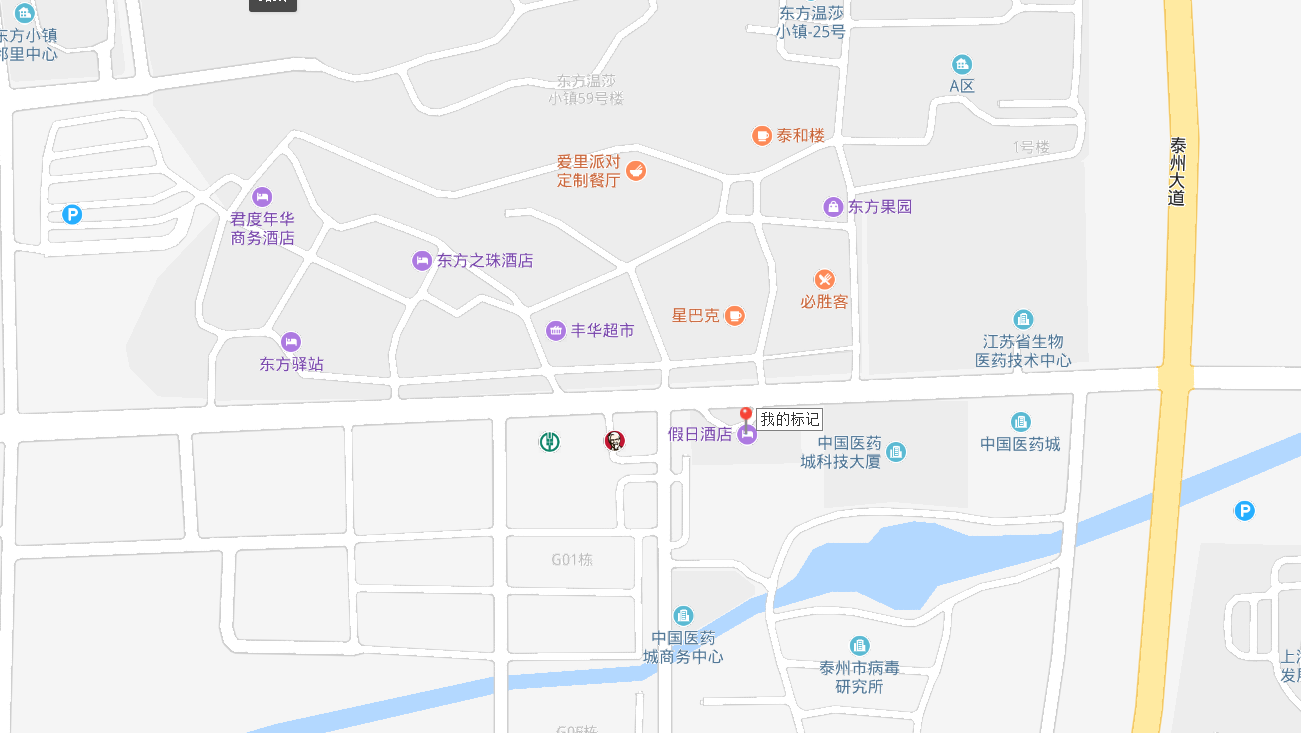 东方温莎
小镇-25号
东方小镇
邻里中心
A区
东方温莎
小镇59号楼
泰和楼
1号楼
爱里派对
定制餐厅
泰州大道
P
君度年华
商务酒店
东方果园
东方之珠酒店
必胜客
星巴克
丰华超市
江苏省生物
医药技术中心
东方驿站
我的标记
假日酒店
中国医药
城科技大厦
中国医药城
P
G01栋
中国医药
城商务中心
泰州市病毒
研究所